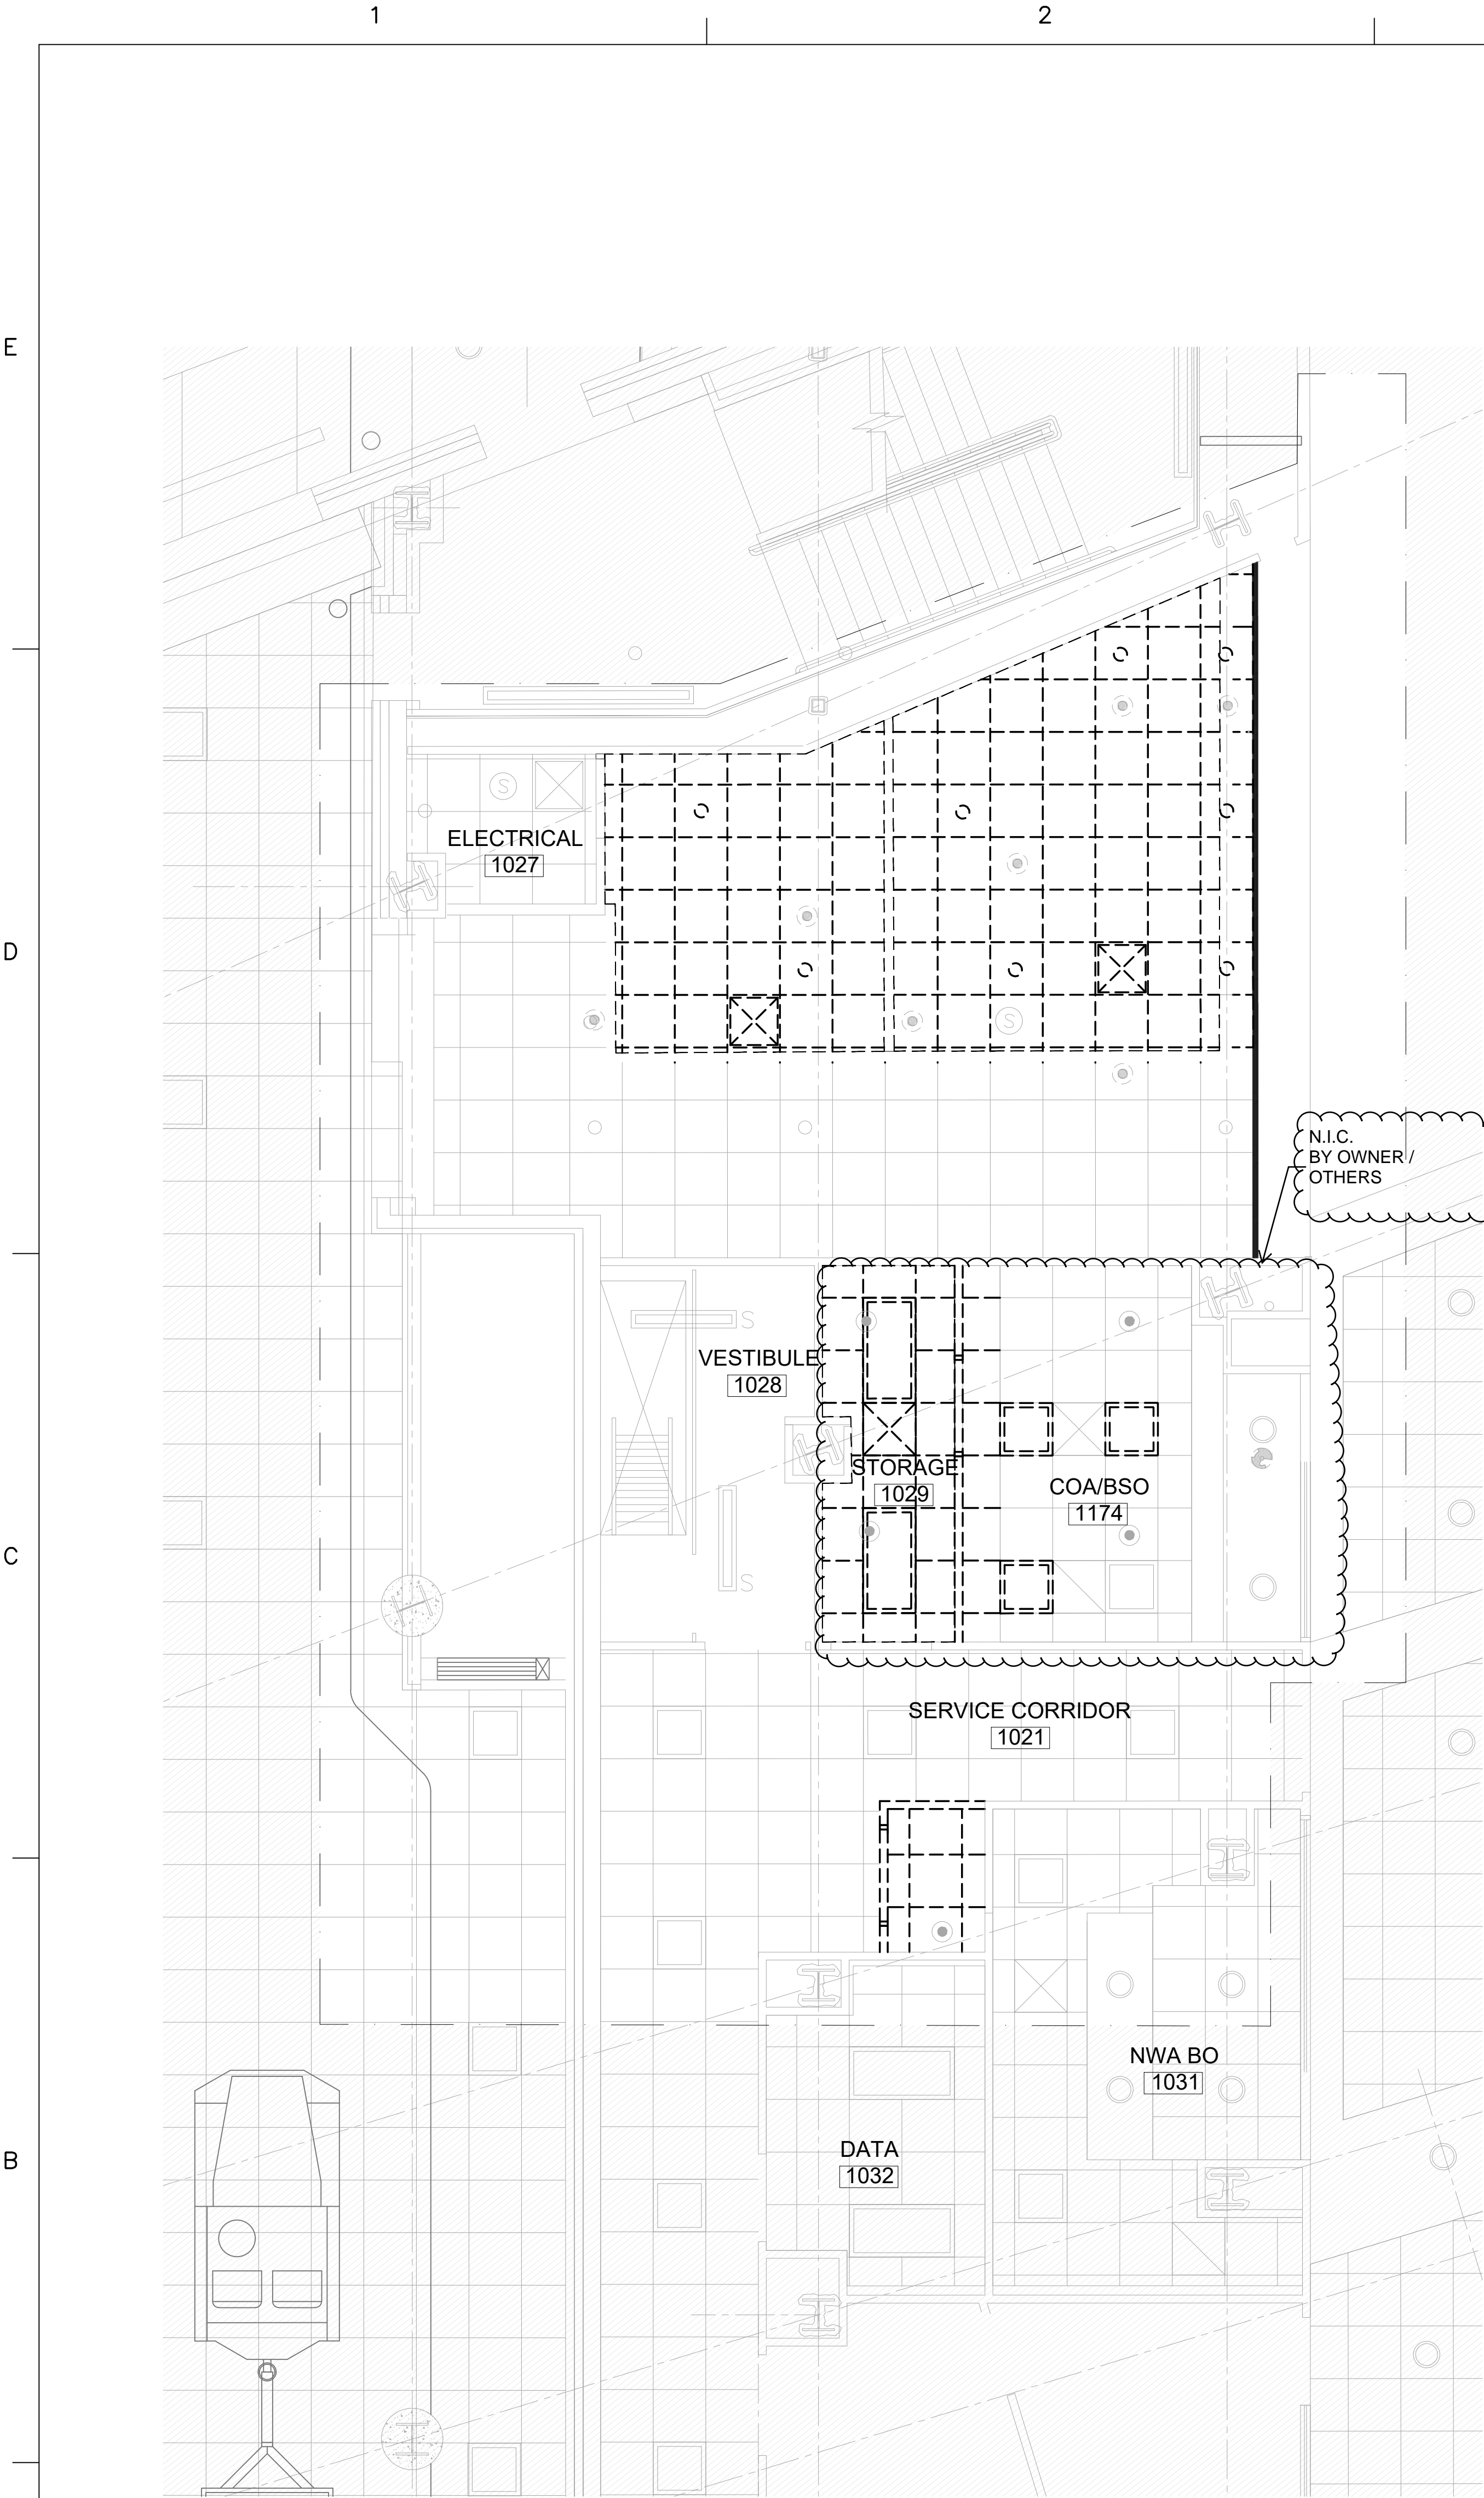 1
2
E
S
ELECTRICAL
1027
D
S
N.I.C.
BY OWNER /
OTHERS
S
VESTIBULE
1028
STORAGE
1029
COA/BSO
1174
C
S
SERVICE CORRIDOR
1021
NWA BO
1031
B
DATA
1032